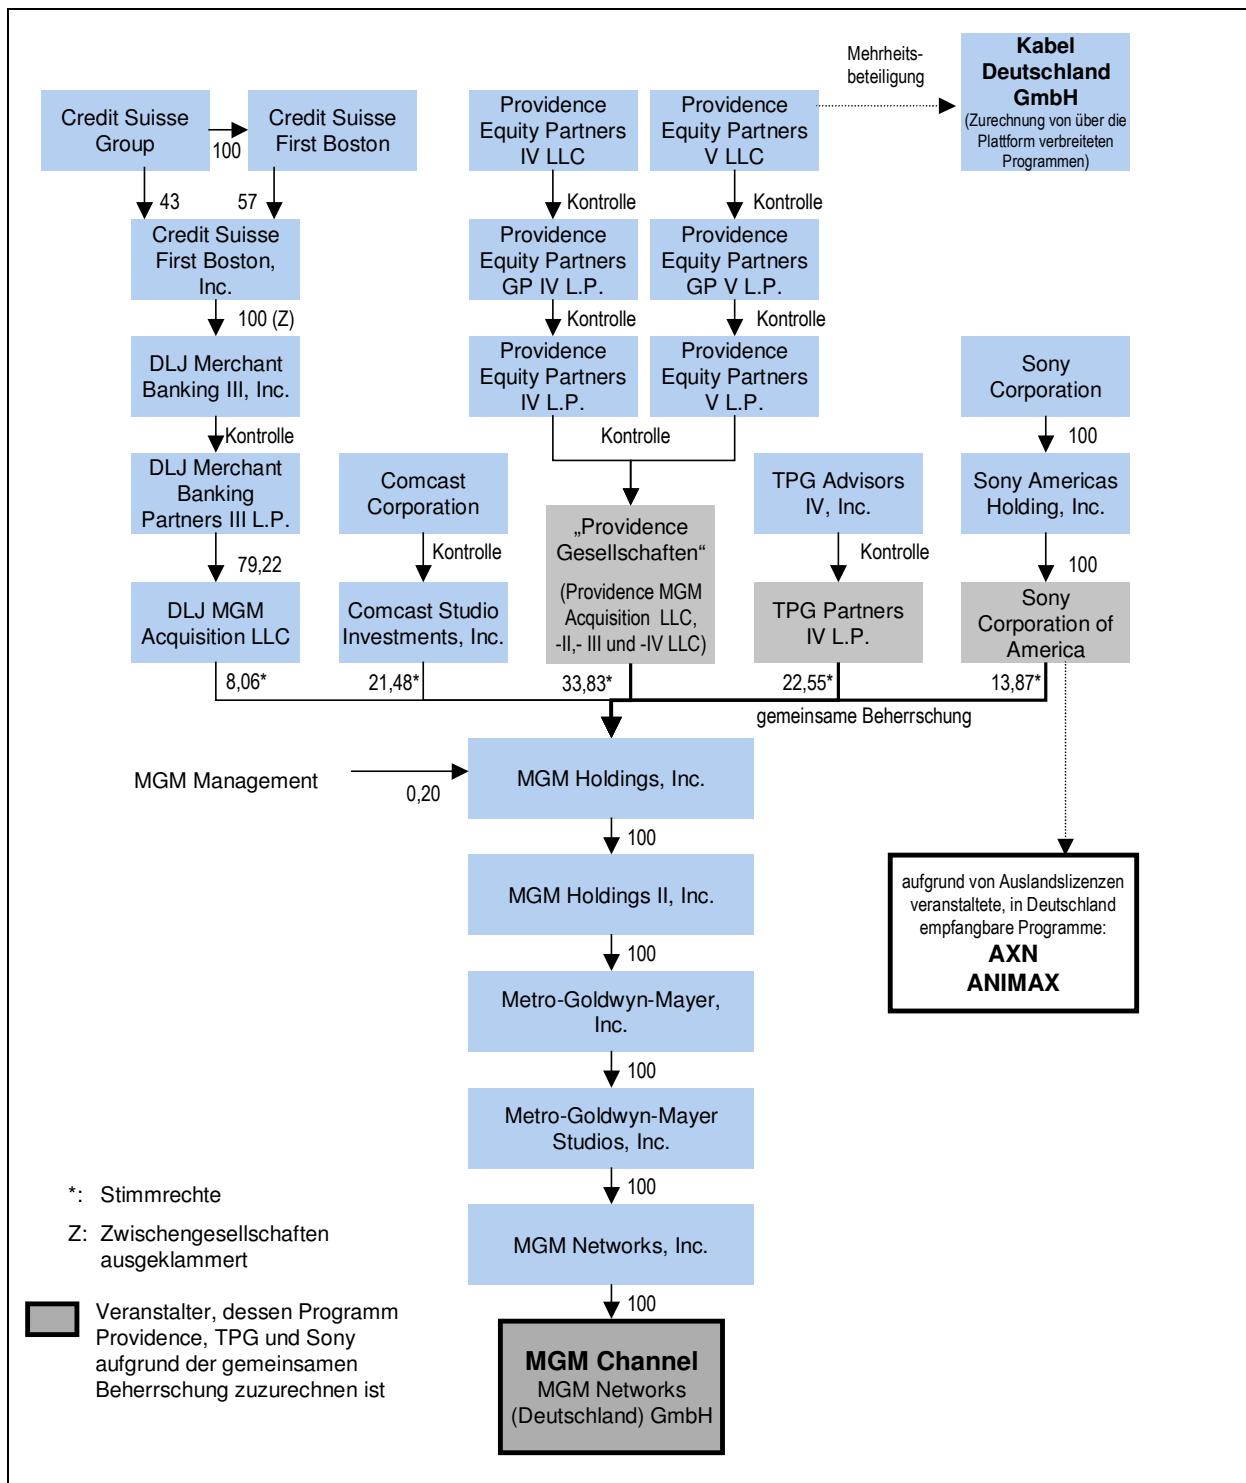 Mehrheits-
beteiligung
Kabel
Deutschland
GmbH
(Zurechnung von über die
Plattform verbreiteten
Programmen)
Credit Suisse
Group
100
Credit Suisse
First Boston
Providence
Equity Partners
IV LLC
Providence
Equity Partners
V LLC
43
57
Kontrolle
Kontrolle
Credit Suisse
First Boston,
Inc.
Providence
Equity Partners
GP IV L.P.
Providence
Equity Partners
GP V L.P.
100 (Z)
Kontrolle
Kontrolle
DLJ Merchant
Banking III, Inc.
Providence
Equity Partners
IV L.P.
Providence
Equity Partners
V L.P.
Sony
Corporation
Kontrolle
Kontrolle
100
DLJ Merchant
Banking
Partners III L.P.
Comcast
Corporation
„Providence
Gesellschaften“
(Providence MGM
Acquisition LLC,
-II,- III und -IV LLC)
TPG Advisors
IV, Inc.
Sony Americas
Holding, Inc.
79,22
Kontrolle
Kontrolle
100
DLJ MGM
Acquisition LLC
Comcast Studio
Investments, Inc.
TPG Partners
IV L.P.
Sony
Corporation of
America
8,06*
21,48*
33,83*
22,55*
13,87*
gemeinsame Beherrschung
MGM Management
0,20
MGM Holdings, Inc.
100
MGM Holdings II, Inc.
aufgrund von Auslandslizenzen
veranstaltete, in Deutschland
empfangbare Programme:
AXN
ANIMAX
100
Metro-Goldwyn-Mayer,
Inc.
100
Metro-Goldwyn-Mayer
Studios, Inc.
100
MGM Networks, Inc.
100
MGM Channel
MGM Networks
(Deutschland) GmbH
*: Stimmrechte
Z: Zwischengesellschaften
ausgeklammert
Veranstalter, dessen Programm
Providence, TPG und Sony
aufgrund der gemeinsamen
Beherrschung zuzurechnen ist